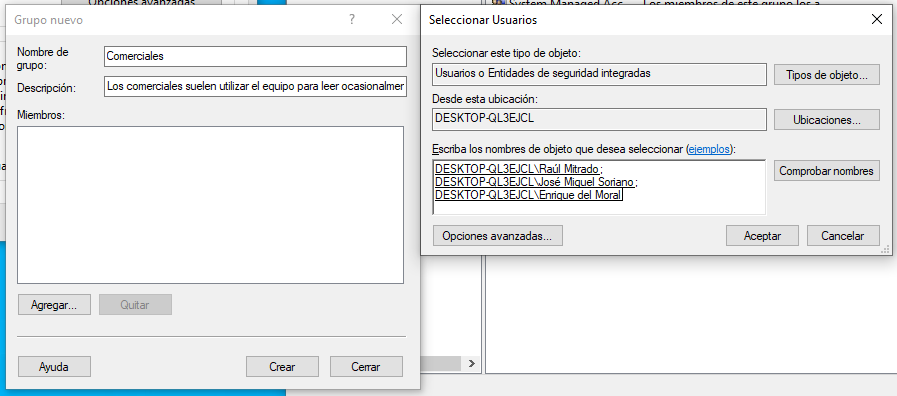 Opciones avanzadas
System Managed Acc...
Los miembros de este grupo los a...
Grupo nuevo
?
Nombre de
grupo:
Comerciales
Descripción:
Los comerciales suelen utilizar el equipo para leer ocasionalmer
Miembros:
Agregar...
Quitar
Ayuda
Crear
Cerrar
Seleccionar Usuarios
Seleccionar este tipo de objeto:
Usuarios o Entidades de seguridad integradas
Tipos de objeto...
Desde esta ubicación:
DESKTOP-QL3EJCL
Ubicaciones...
Escriba los nombres de objeto que desea seleccionar (ejemplos):
DESKTOP-QL3EJCL\Raúl Mitrado;
DESKTOP-QL3EJCL\José Miguel Soriano;
DESKTOP-QL3EJCL\Enrique del Moral
Comprobar nombres
Opciones avanzadas...
Aceptar
Cancelar